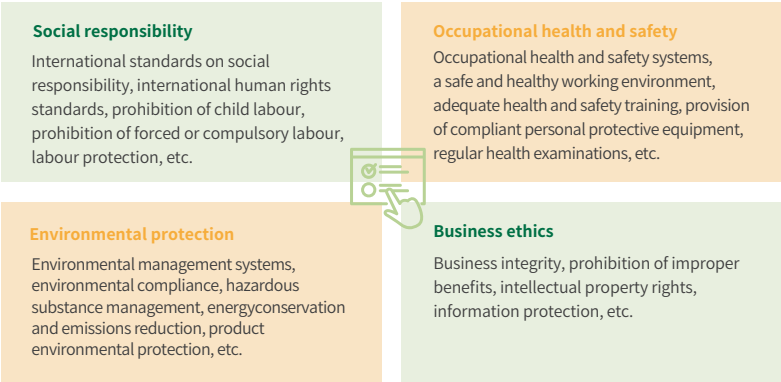 Social responsibility
International standards on social
responsibility, international human rights
standards, prohibition of child labour,
prohibition of forced or compulsory labour,
labour protection, etc.
Occupational health and safety
Occupational health and safety systems,
a safe and healthy working environment,
adequate health and safety training, provision
of compliant personal protective equipment,
regular health examinations, etc.
Environmental protection
Environmental management systems,
environmental compliance, hazardous
substance management, energyconservation
and emissions reduction, product
environmental protection, etc.
Business ethics
Business integrity, prohibition of improper
benefits, intellectual property rights,
information protection, etc.